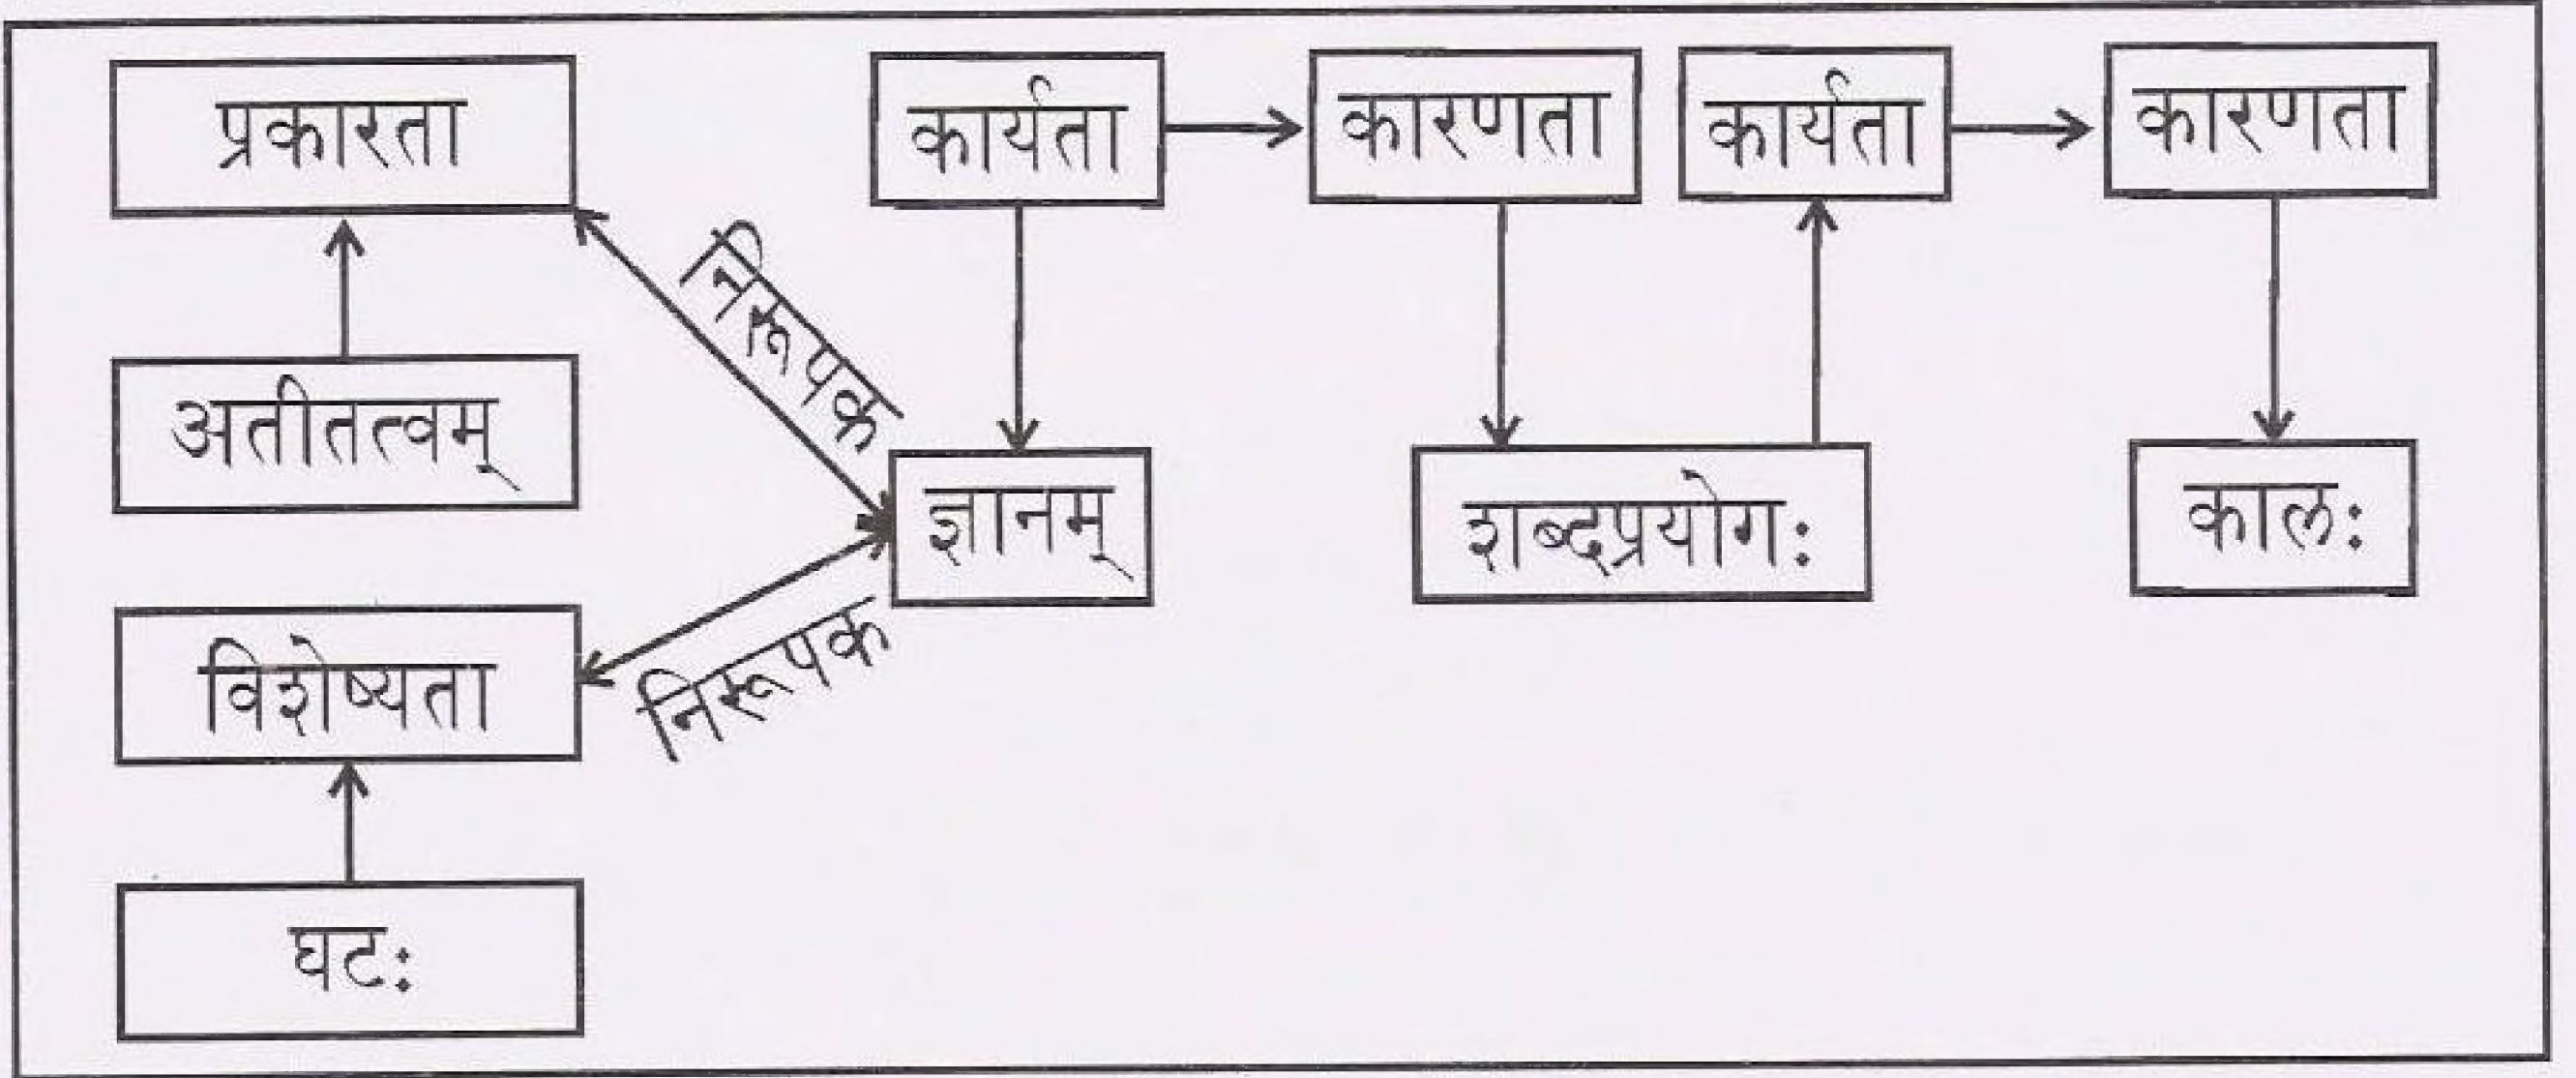 प्रकारता
कार्यता
कारणता
कार्यता
कारणता
निरूपक
अतीतत्वम्
ज्ञानम्
शब्दप्रयोगः
कालः
विशेष्यता
निरूपक
घटः